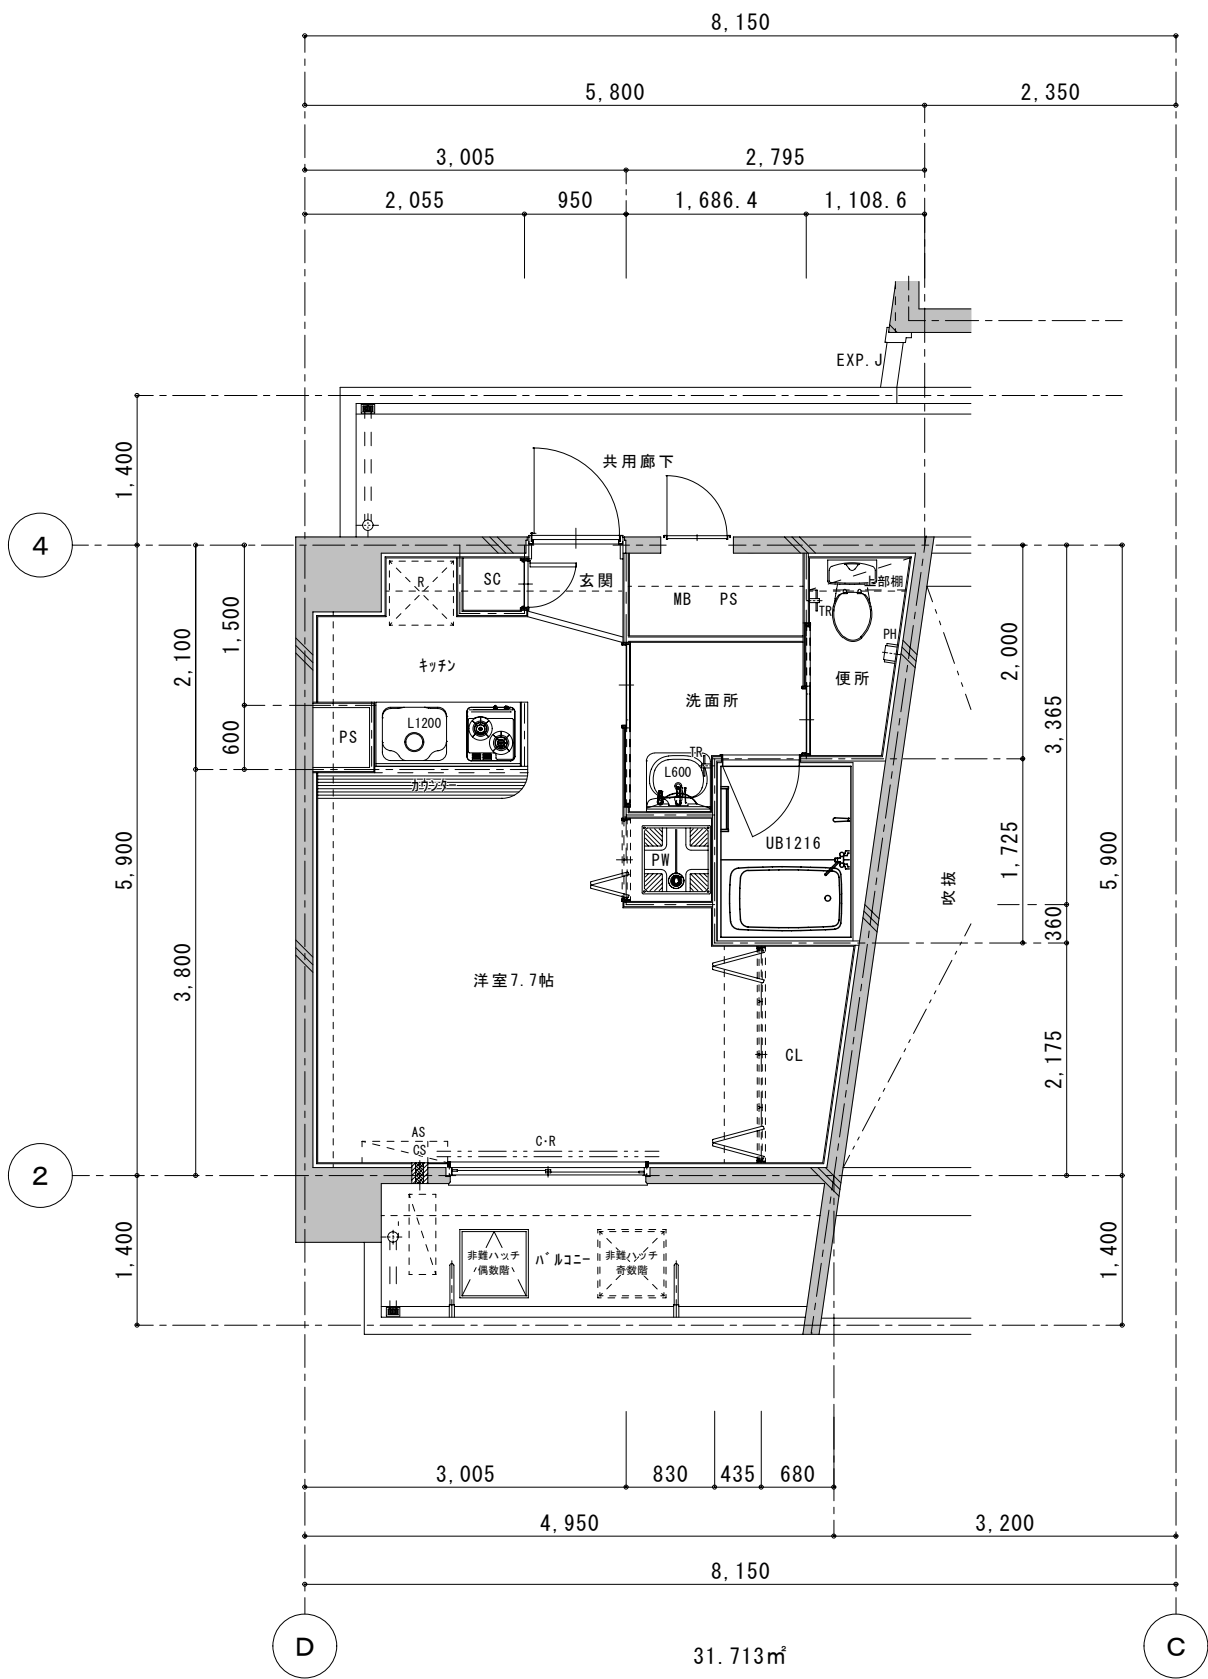 8,150
5,800
2,350
3,005
2,795
2,055
950
1,686.4
1,108.6
EXP.J
1,400
共用廊下
4
SC
玄関
R
MB PS
上部棚
TR
PH
1,500
2,100
2,000
キッチン
便所
洗面所
3,365
600
PS
L1200
TR
L600
カウンター
UB1216
1,725
5,900
5,900
PW
吹抜
360
3,800
洋室7.7帖
CL
2,175
AS
CS
C・R
2
1,400
非難ハッチ
偶数階
バルコニー
非難ハッチ
奇数階
1,400
3,005
830
435
680
4,950
3,200
8,150
D
C
31.713㎡